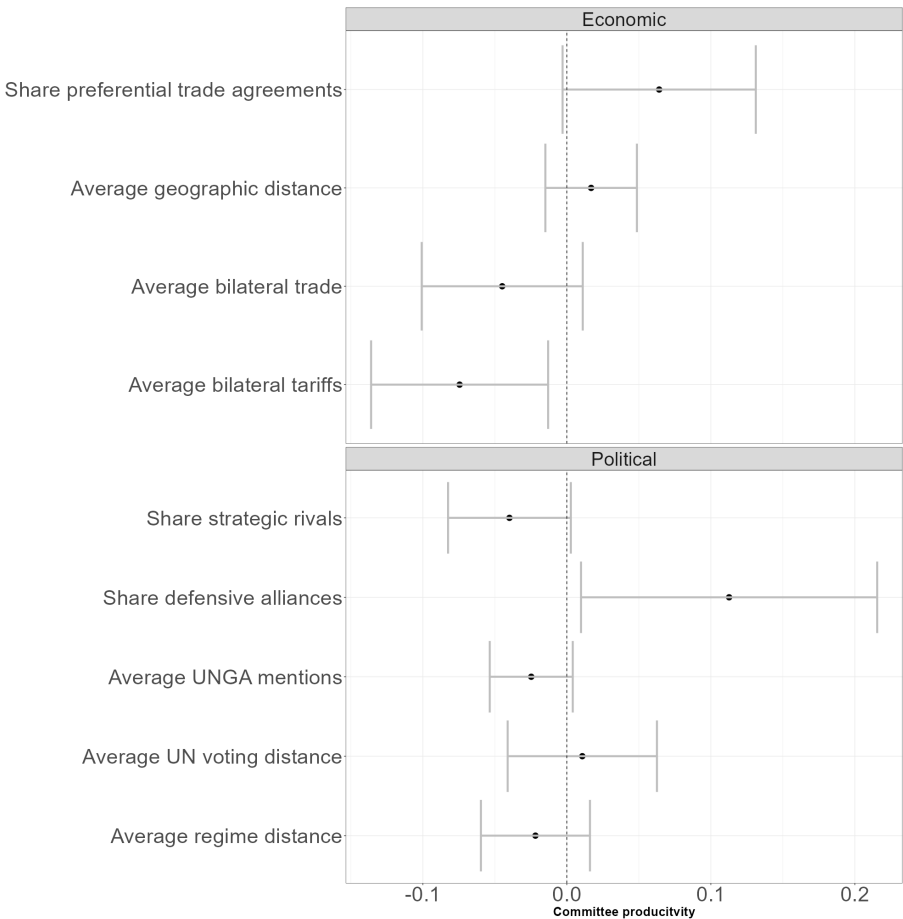 Economic
Share preferential trade agreements
Average geographic distance
Average bilateral trade
Average bilateral tariffs
Political
Share strategic rivals
Share defensive alliances
Average UNGA mentions
Average UN voting distance
Average regime distance
-0.1 0.0 0.1 0.2
Committee producitvity